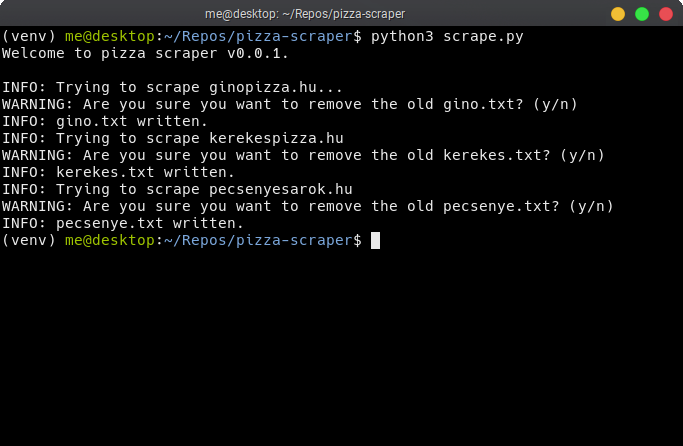 me@desktop: ~/Repos/pizza-scraper
(venv) me@desktop:~/Repos/pizza-scraper$ python3 scrape.py
Welcome to pizza scraper v0.0.1.
INFO: Trying to scrape ginopizza.hu...
WARNING: Are you sure you want to remove the old gino.txt? (y/n)
INFO: gino.txt written.
INFO: Trying to scrape kerekespizza.hu
WARNING: Are you sure you want to remove the old kerekes.txt? (y/n)
INFO: kerekes.txt written.
INFO: Trying to scrape pecsenyesarok.hu
WARNING: Are you sure you want to remove the old pecsenye.txt? (y/n)
INFO: pecsenye.txt written.
(venv) me@desktop:~/Repos/pizza-scraper$